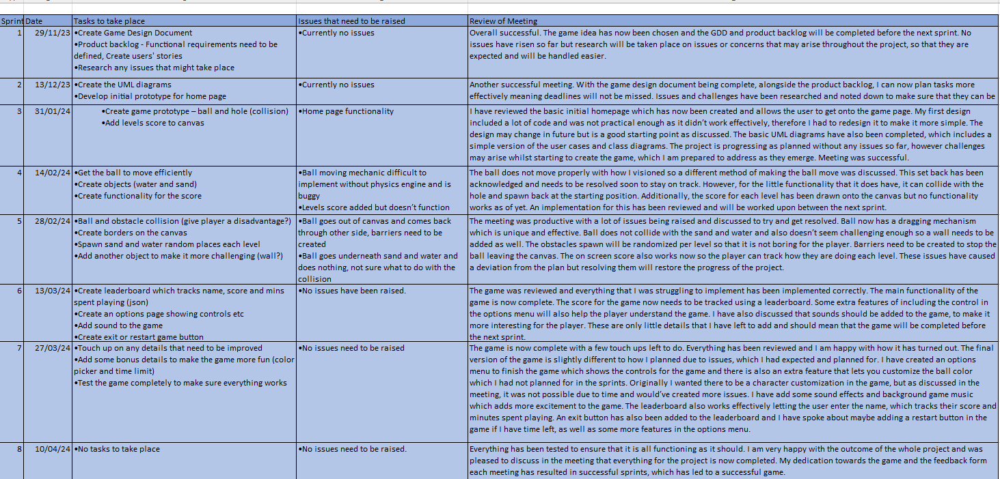 Sprint Date Tasks to take place Issues that need to be raised Review of Meeting
1 29/11/23 •Create Game Design Document
•Product backlog - Functional requirements need to be
defined, Create users' stories
•Research any issues that might take place
•Currently no issues
Overall successful. The game idea has now been chosen and the GDD and product backlog will be completed before the next sprint. No
issues have risen so far but research will be taken place on issues or concerns that may arise throughout the project, so that they are
expected and will be handled easier.
2 13/12/23 •Create the UML diagrams
•Develop initial prototype for home page
•Currently no issues
Another successful meeting. With the game design document being complete, alongside the product backlog, I can now plan tasks more
effectively meaning deadlines will not be missed. Issues and challenges have been researched and noted down to make sure that they can be
3 31/01/24 •Create game prototype – ball and hole (collision)
•Add levels score to canvas
•Home page functionality
I have reviewed the basic initial homepage which has now been created and allows the user to get onto the game page. My first design
included a lot of code and was not practical enough as it didn't work effectively, therefore I had to redesign it to make it more simple. The
design may change in future but is a good starting point as discussed. The basic UML diagrams have also been completed, which includes a
simple version of the user cases and class diagrams. The project is progressing as planned without any issues so far, however challenges
may arise whilst starting to create the game, which I am prepared to address as they emerge. Meeting was successful.
4 14/02/24 •Get the ball to move efficiently
•Create objects (water and sand)
•Create functionality for the score
•Ball moving mechanic difficult to
implement without physics engine and is
buggy
•Levels score added but doesn't function
The ball does not move properly with how I visioned so a different method of making the ball move was discussed. This set back has been
acknowledged and needs to be resolved soon to stay on track. However, for the little functionality that it does have, it can collide with the
hole and spawn back at the starting position. Additionally, the score for each level has been drawn onto the canvas but no functionality
works as of yet. An implementation for this has been reviewed and will be worked upon between the next sprint.
5 28/02/24 •Ball and obstacle collision (give player a disadvantage?)
•Create borders on the canvas
•Spawn sand and water random places each level
•Add another object to make it more challenging (wall?)
•Ball goes out of canvas and comes back
through other side, barriers need to be
created
•Ball goes underneath sand and water and
does nothing, not sure what to do with the
collision
The meeting was productive with a lot of issues being raised and discussed to try and get resolved. Ball now has a dragging mechanism
which is unique and effective. Ball does not collide with the sand and water and also doesn't seem challenging enough so a wall needs to be
added as well. The obstacles spawn will be randomized per level so that it is not boring for the player. Barriers need to be created to stop the
ball leaving the canvas. The on screen score also works now so the player can track how they are doing each level. These issues have caused
a deviation from the plan but resolving them will restore the progress of the project.
6 13/03/24 •Create leaderboard which tracks name, score and mins
spent playing (json)
•Create an options page showing controls etc
•Add sound to the game
•Create exit or restart game button
•No issues have been raised.
The game was reviewed and everything that I was struggling to implement has been implemented correctly. The main functionality of the
game is now complete. The score for the game now needs to be tracked using a leaderboard. Some extra features of including the control in
the options menu will also help the player understand the game. I have also discussed that sounds should be added to the game, to make it
more interesting for the player. These are only little details that I have left to add and should mean that the game will be completed before
the next sprint.
7 27/03/24 •Touch up on any details that need to be improved
•Add some bonus details to make the game more fun (color
picker and time limit)
•Test the game completely to make sure everything works
•No issues need to be raised
The game is now complete with a few touch ups left to do. Everything has been reviewed and I am happy with how it has turned out. The final
version of the game is slightly different to how I planned due to issues, which I had expected and planned for. I have created an options
menu to finish the game which shows the controls for the game and there is also an extra feature that lets you customize the ball color
which I had not planned for in the sprints. Originally I wanted there to be a character customization in the game, but as discussed in the
meeting, it was not possible due to time and would've created more issues. I have add some sound effects and background game music
which adds more excitement to the game. The leaderboard also works effectively letting the user enter the name, which tracks their score and
minutes spent playing. An exit button has also been added to the leaderboard and I have spoke about maybe adding a restart button in the
game if I have time left, as well as some more features in the options menu.
8 10/04/24 •No tasks to take place
•No issues need to be raised.
Everything has been tested to ensure that it is all functioning as it should. I am very happy with the outcome of the whole project and was
pleased to discuss in the meeting that everything for the project is now completed. My dedication towards the game and the feedback form
each meeting has resulted in successful sprints, which has led to a successful game.